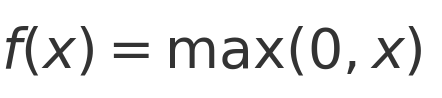 f(x) = max(0, x)